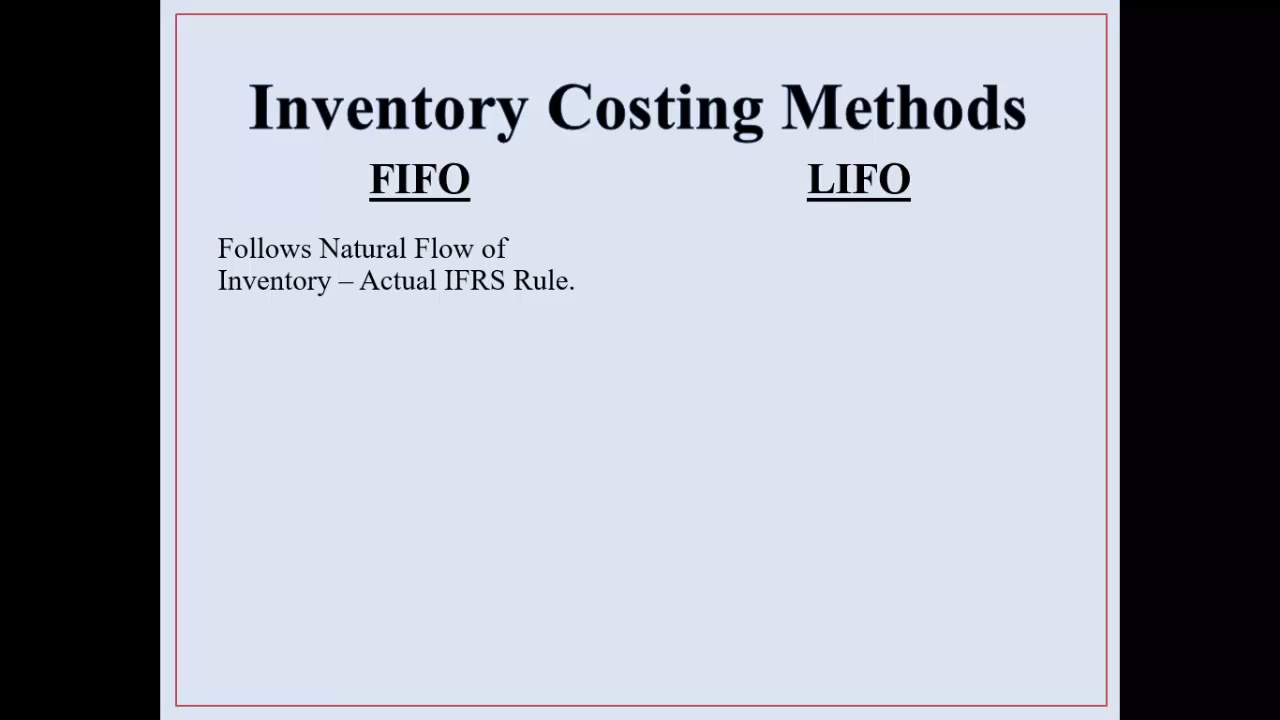 Inventory Costing Methods
FIFO
LIFO
Follows Natural Flow of
Inventory – Actual IFRS Rule.